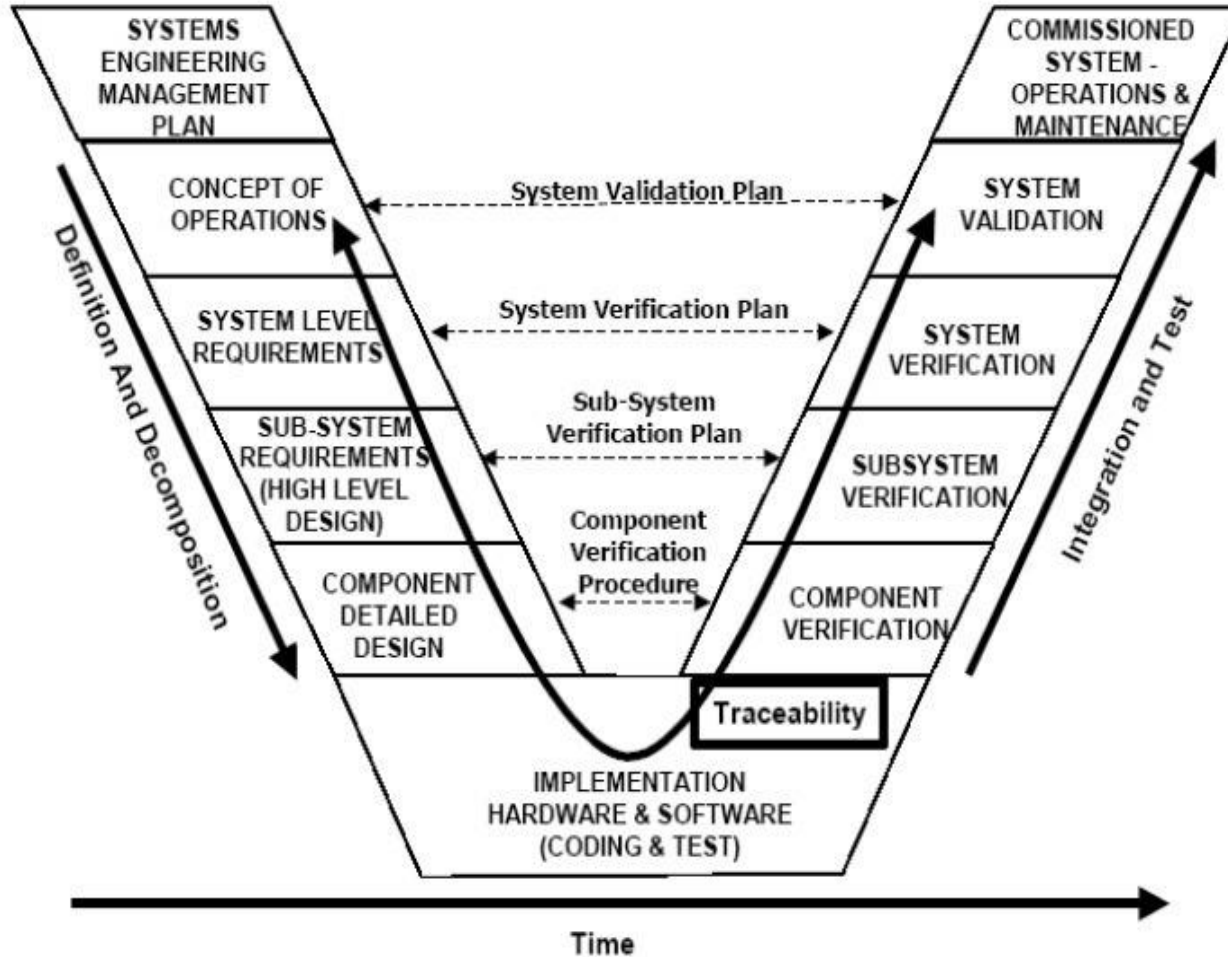 SYSTEMS
ENGINEERING
MANAGEMENT
PLAN
COMMISSIONED
SYSTEM -
OPERATIONS &
MAINTENANCE
CONCEPT OF
OPERATIONS
System Validation Plan
SYSTEM
VALIDATION
Definition And Decomposition
SYSTEM LEVEL
REQUIREMENTS
System Verification Plan
SYSTEM
VERIFICATION
Integration and Test
SUB-SYSTEM
REQUIREMENTS
(HIGH LEVEL
DESIGN)
Sub-System
Verification Plan
SUBSYSTEM
VERIFICATION
COMPONENT
DETAILED
DESIGN
Component
Verification
Procedure
COMPONENT
VERIFICATION
Traceability
IMPLEMENTATION
HARDWARE & SOFTWARE
(CODING & TEST)
Time